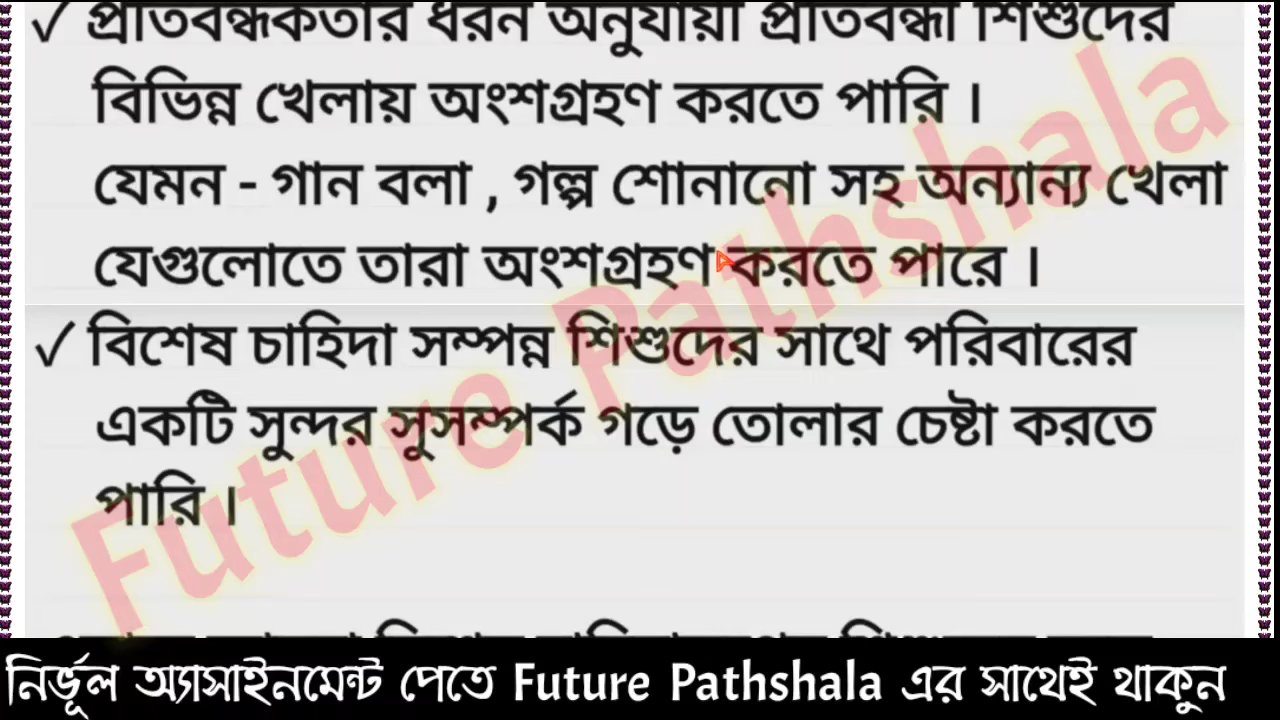 ✓ প্রতিবন্ধকতার ধরন অনুযায়ী প্রতিবন্ধী শিশুদের
বিভিন্ন খেলায় অংশগ্রহণ করতে পারি ।
যেমন - গান বলা , গল্প শোনানো সহ অন্যান্য খেলা
যেগুলোতে তারা অংশগ্রহণ করতে পারে ।
✓ বিশেষ চাহিদা সম্পন্ন শিশুদের সাথে পরিবারের
একটি সুন্দর সুসম্পর্ক গড়ে তোলার চেষ্টা করতে
পারি ।
Future Pathshala
নির্ভূল অ্যাসাইনমেন্ট পেতে Future Pathshala এর সাথেই থাকুন